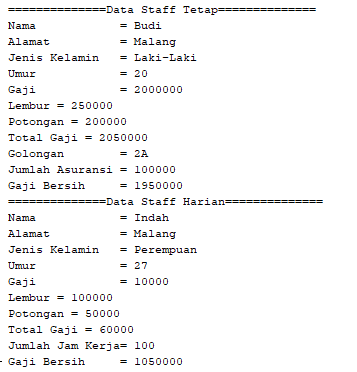 ==============Data Staff Tetap==============
Nama            = Budi
Alamat          = Malang
Jenis Kelamin   = Laki-Laki
Umur            = 20
Gaji            = 2000000
Lembur = 250000
Potongan = 200000
Total Gaji = 2050000
Golongan        = 2A
Jumlah Asuransi = 100000
Gaji Bersih     = 1950000
==============Data Staff Harian==============
Nama            = Indah
Alamat          = Malang
Jenis Kelamin   = Perempuan
Umur            = 27
Gaji            = 10000
Lembur = 100000
Potongan = 50000
Total Gaji = 60000
Jumlah Jam Kerja= 100
Gaji Bersih     = 1050000